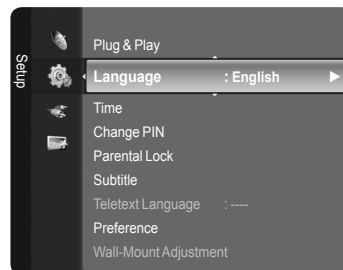 Setup
Plug & Play
Language : English
Time
Change PIN
Parental Lock
Subtitle
Teletext Language : ----
Preference
Wall-Mount Adjustment